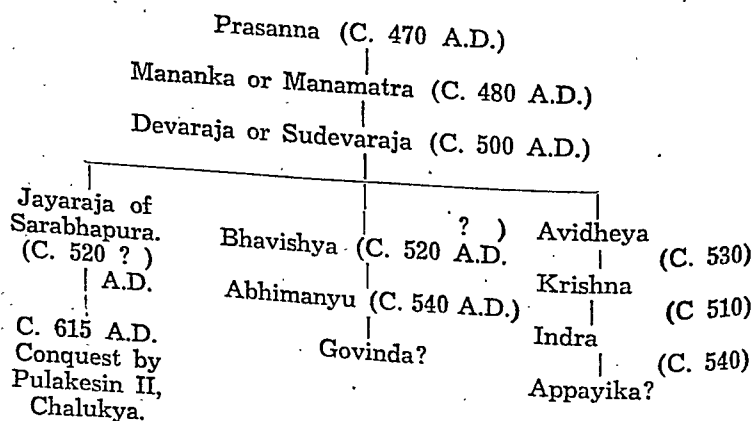 Prasanna (C. 470 A.D.)
Mananka or Manamatra (C. 480 A.D.)
Devaraja or Sudevaraja (C. 500 A.D.)
Jayaraja of
Sarabhapura.
(C. 520 ? )
A.D.
C. 615 A.D.
Conquest by
Pulakesin II,
Chalukya.
? )
Bhavishya (C. 520 A.D.
Abhimanyu (C. 540 A.D.)
Govinda?
Avidheya
(C. 530)
Krishna
(C 510)
Indra
(C. 540)
Appayika?